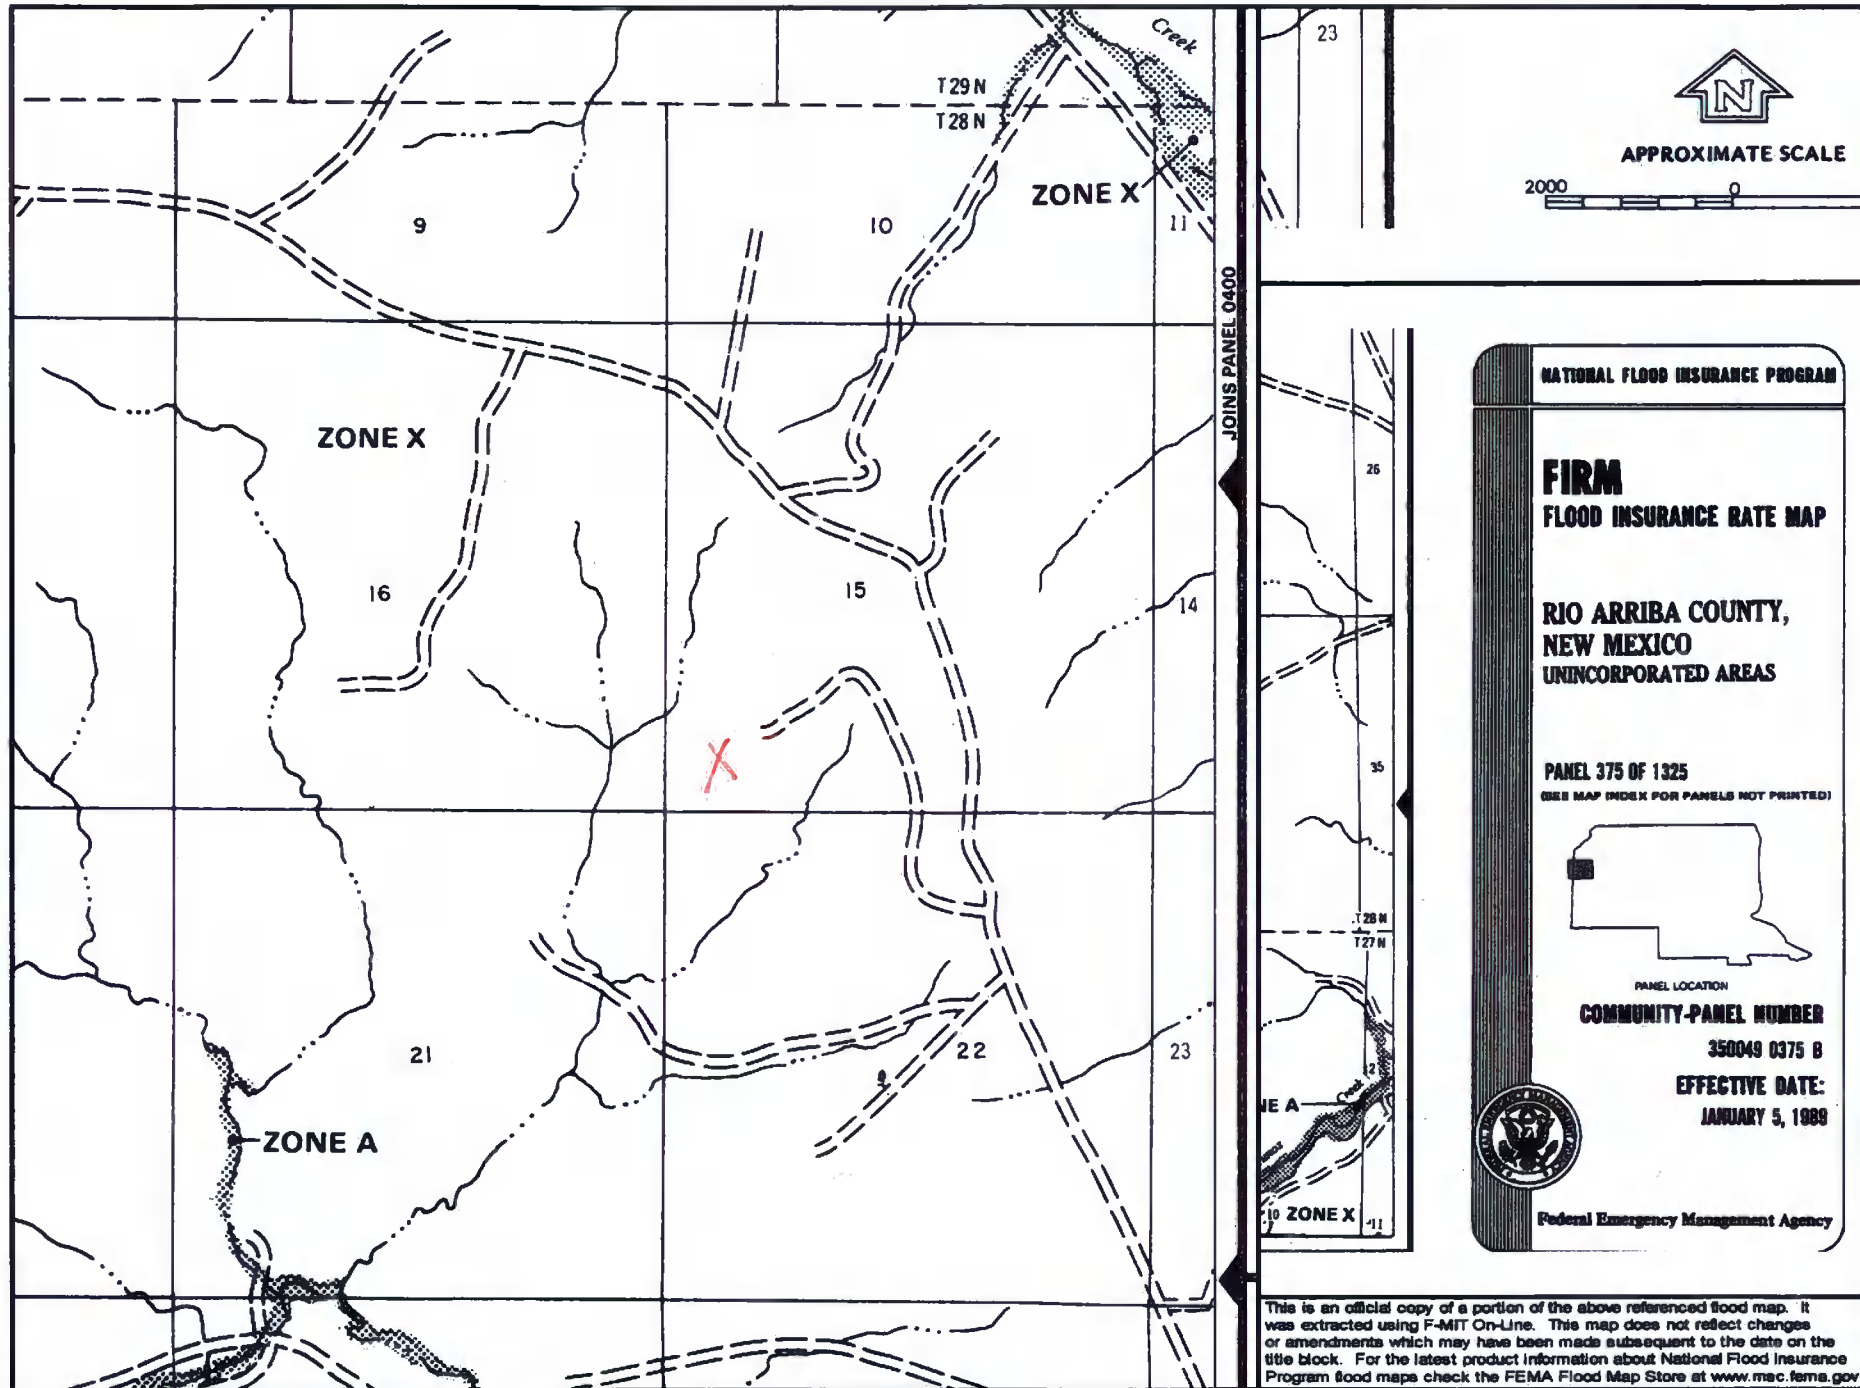 Creek
23
T29N
T28N
APPROXIMATE SCALE
2000 0
ZONE X
9
10
11
JOINS PANEL 0400
NATIONAL FLOOD INSURANCE PROGRAM
ZONE X
26
FIRM
FLOOD INSURANCE RATE MAP
16
15
14
RIO ARRIBA COUNTY,
NEW MEXICO
UNINCORPORATED AREAS
X
35
PANEL 375 OF 1325
(SEE MAP INDEX FOR PANELS NOT PRINTED)
T28N
T27N
PANEL LOCATION
COMMUNITY-PANEL NUMBER
350049 0375 B
EFFECTIVE DATE:
JANUARY 5, 1989
21
22
23
2
Creek
NE A
ZONE A
10 ZONE X 11
Federal Emergency Management Agency
N
This is an official copy of a portion of the above referenced flood map. It
was extracted using F-MIT On-Line. This map does not reflect changes
or amendments which may have been made subsequent to the date on the
title block. For the latest product information about National Flood Insurance
Program flood maps check the FEMA Flood Map Store at www.msc.fema.gov